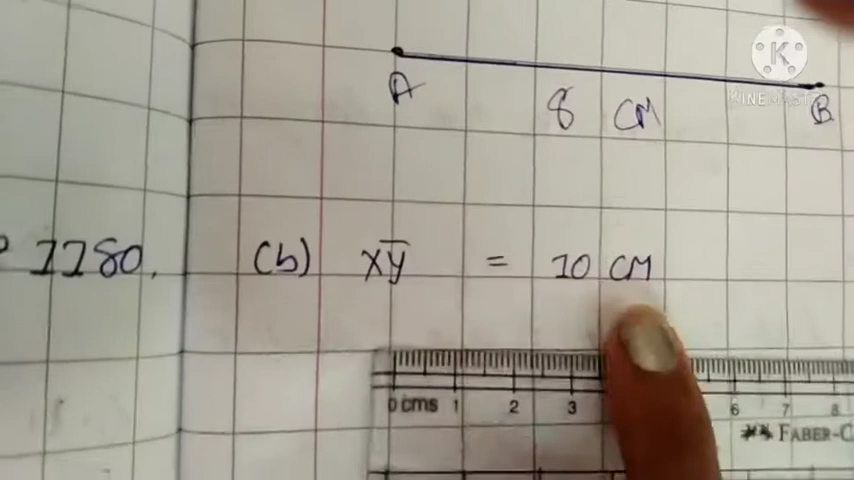 KINEMASTER
A
B
8 CM
1180,
(b) XY = 10 CM
0 cms 1 2 3 6 7 8
FABER-C